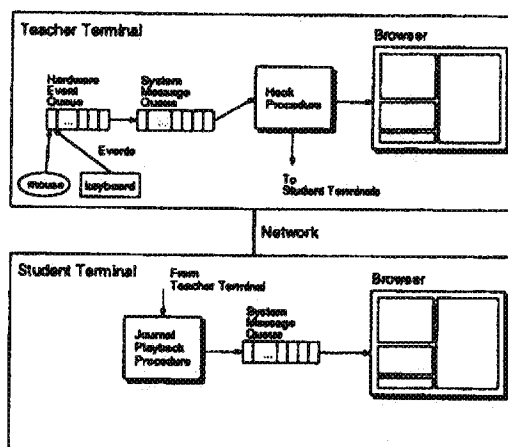 Teacher Terminal
Browser
Hardware
Event
Queue
System
Message
Queue
Hook
Procedure
...
...
Events
mouse
keyboard
To
Student Terminals
Network
Student Terminal
From
Teacher Terminal
Browser
System
Message
Queue
Journal
Playback
Procedure
...